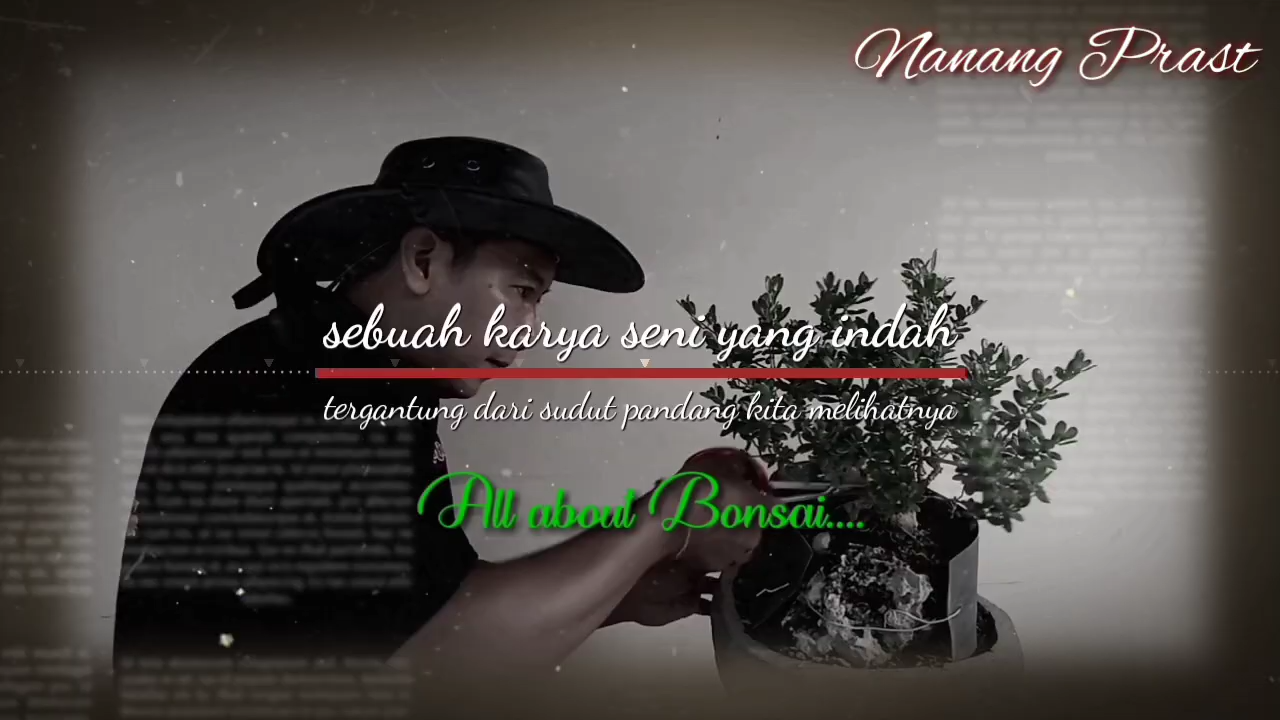 Nanang Prast
sebuah karya seni yang indah
tergantung dari sudut pandang kita melihatnya
All about Bonsai....